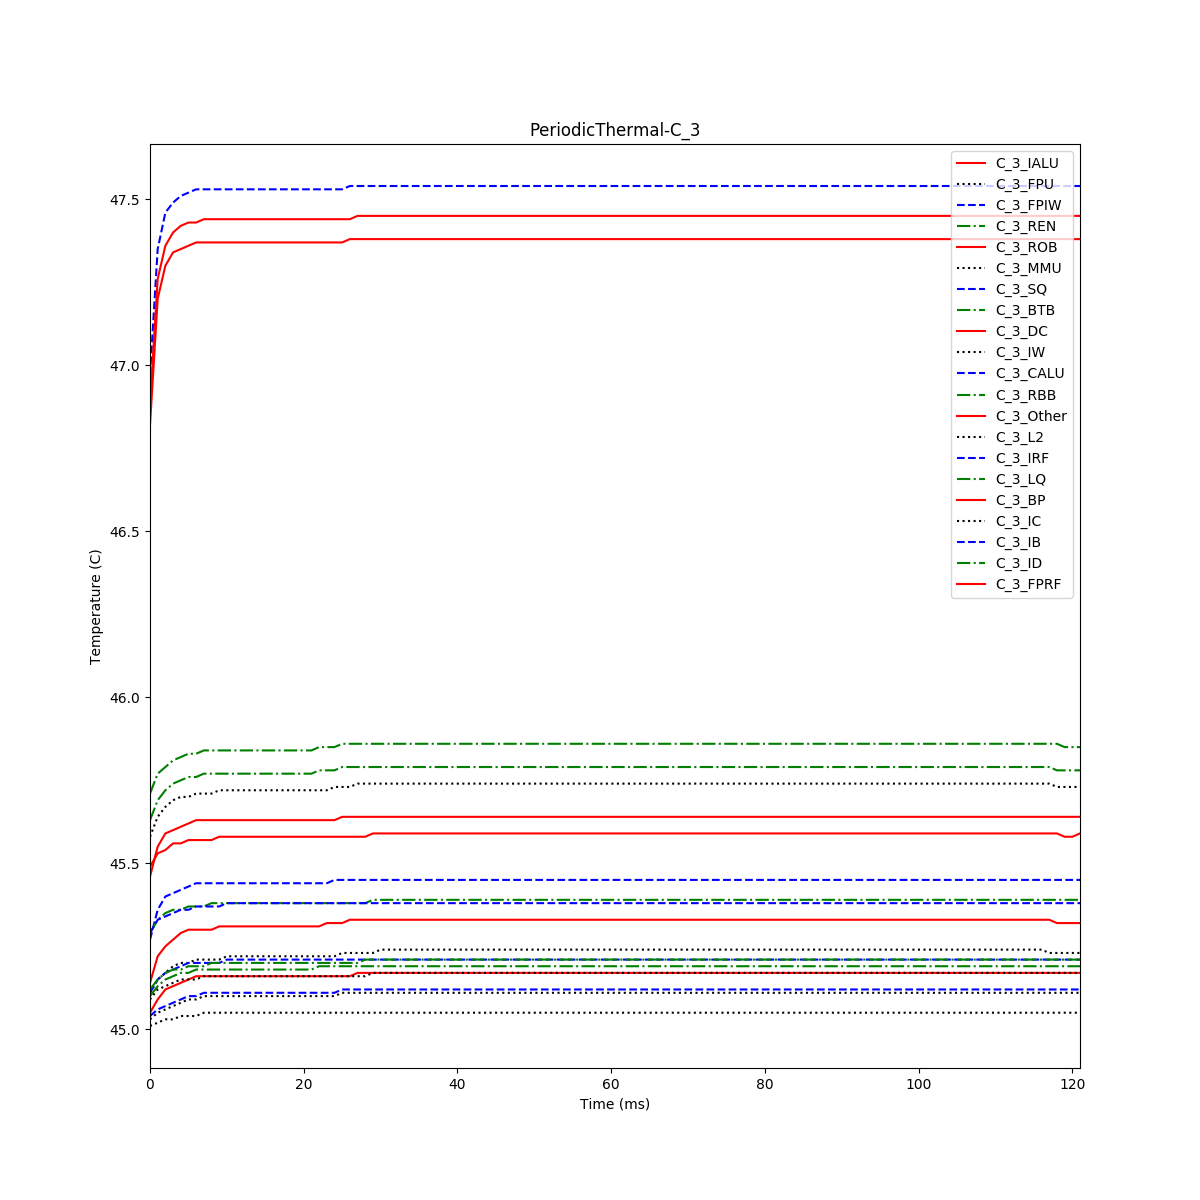 PeriodicThermal-C_3
C_3_IALU
C_3_FPU
C_3_FPIW
C_3_REN
C_3_ROB
C_3_MMU
C_3_SQ
C_3_BTB
C_3_DC
C_3_IW
C_3_CALU
C_3_RBB
C_3_Other
C_3_L2
C_3_IRF
C_3_LQ
C_3_BP
C_3_IC
C_3_IB
C_3_ID
C_3_FPRF
47.5
47.0
46.5
46.0
45.5
45.0
Temperature (C)
0 20 40 60 80 100 120
Time (ms)